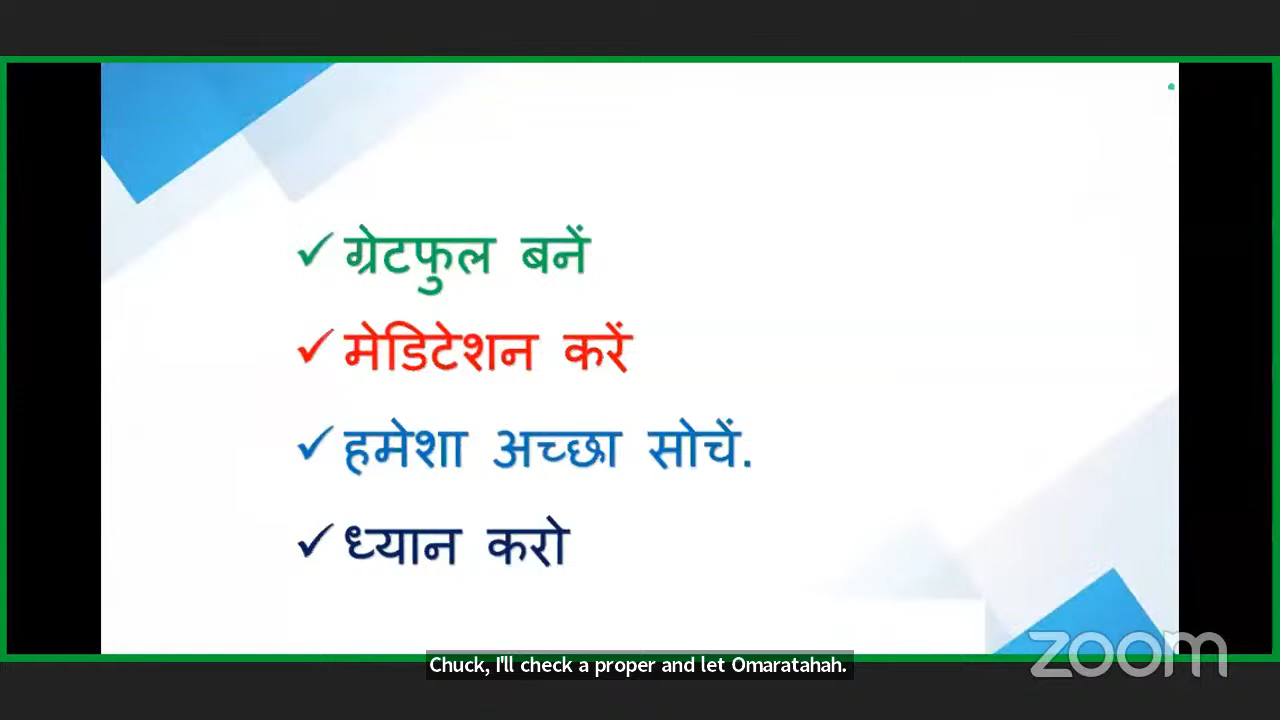 ✓ ग्रेटफुल बनें
✓ मेडिटेशन करें
✓ हमेशा अच्छा सोचें.
✓ ध्यान करो
zoom
Chuck, I'll check a proper and let Omaratahah.